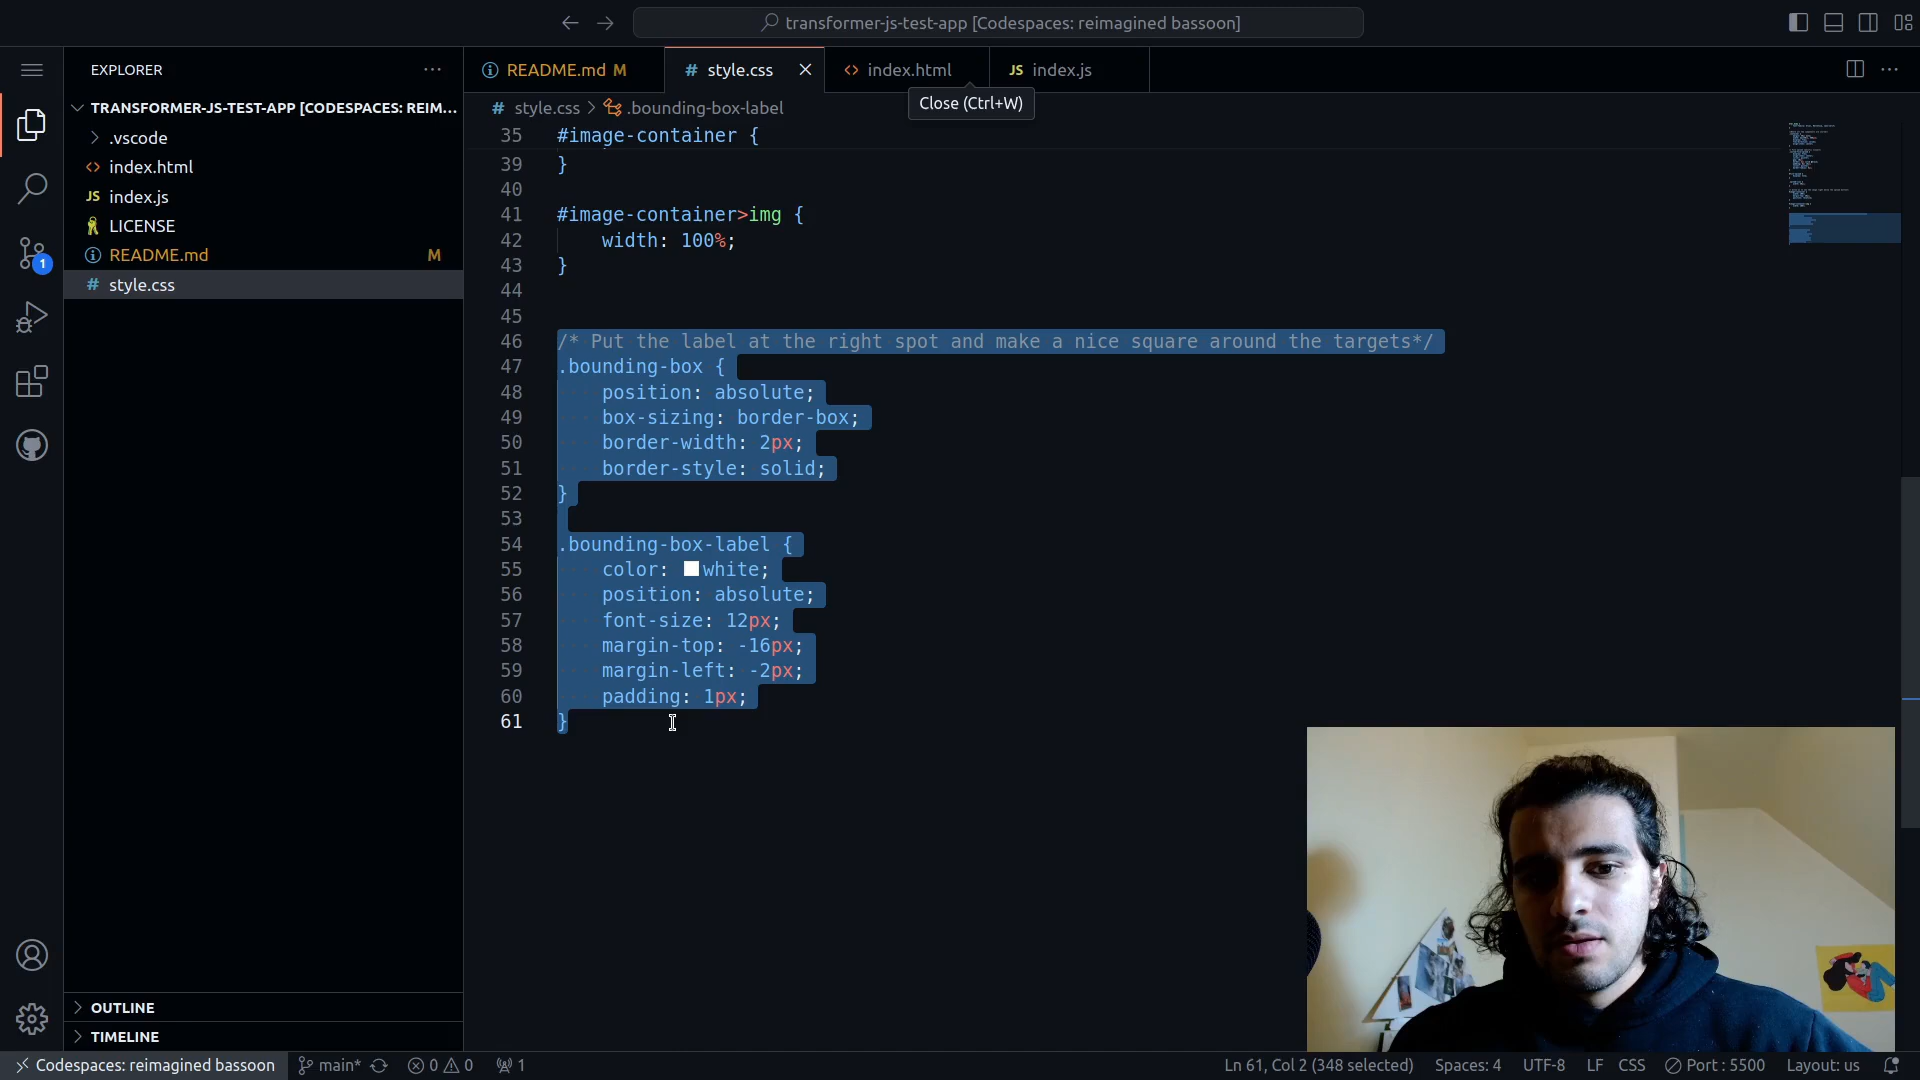 transformer-js-test-app [Codespaces: reimagined bassoon]
EXPLORER
TRANSFORMER-JS-TEST-APP [CODESPACES: REIM...
.vscode
<> index.html
JS index.js
LICENSE
README.md M
# style.css
OUTLINE
TIMELINE
README.md M
# style.css
<> index.html
JS index.js
Close (Ctrl+W)
# style.css > .bounding-box-label
35 #image-container {
39 }
40
41 #image-container>img {
42 width: 100%;
43 }
44
45
46 /* Put the label at the right spot and make a nice square around the targets*/
47 .bounding-box {
48 position: absolute;
49 box-sizing: border-box;
50 border-width: 2px;
51 border-style: solid;
52 }
53
54 .bounding-box-label {
55 color: white;
56 position: absolute;
57 font-size: 12px;
58 margin-top: -16px;
59 margin-left: -2px;
60 padding: 1px;
61 }
1
Codespaces: reimagined bassoon main* 0 0 1 Ln 61, Col 2 (348 selected) Spaces: 4 UTF-8 LF CSS Port : 5500 Layout: us